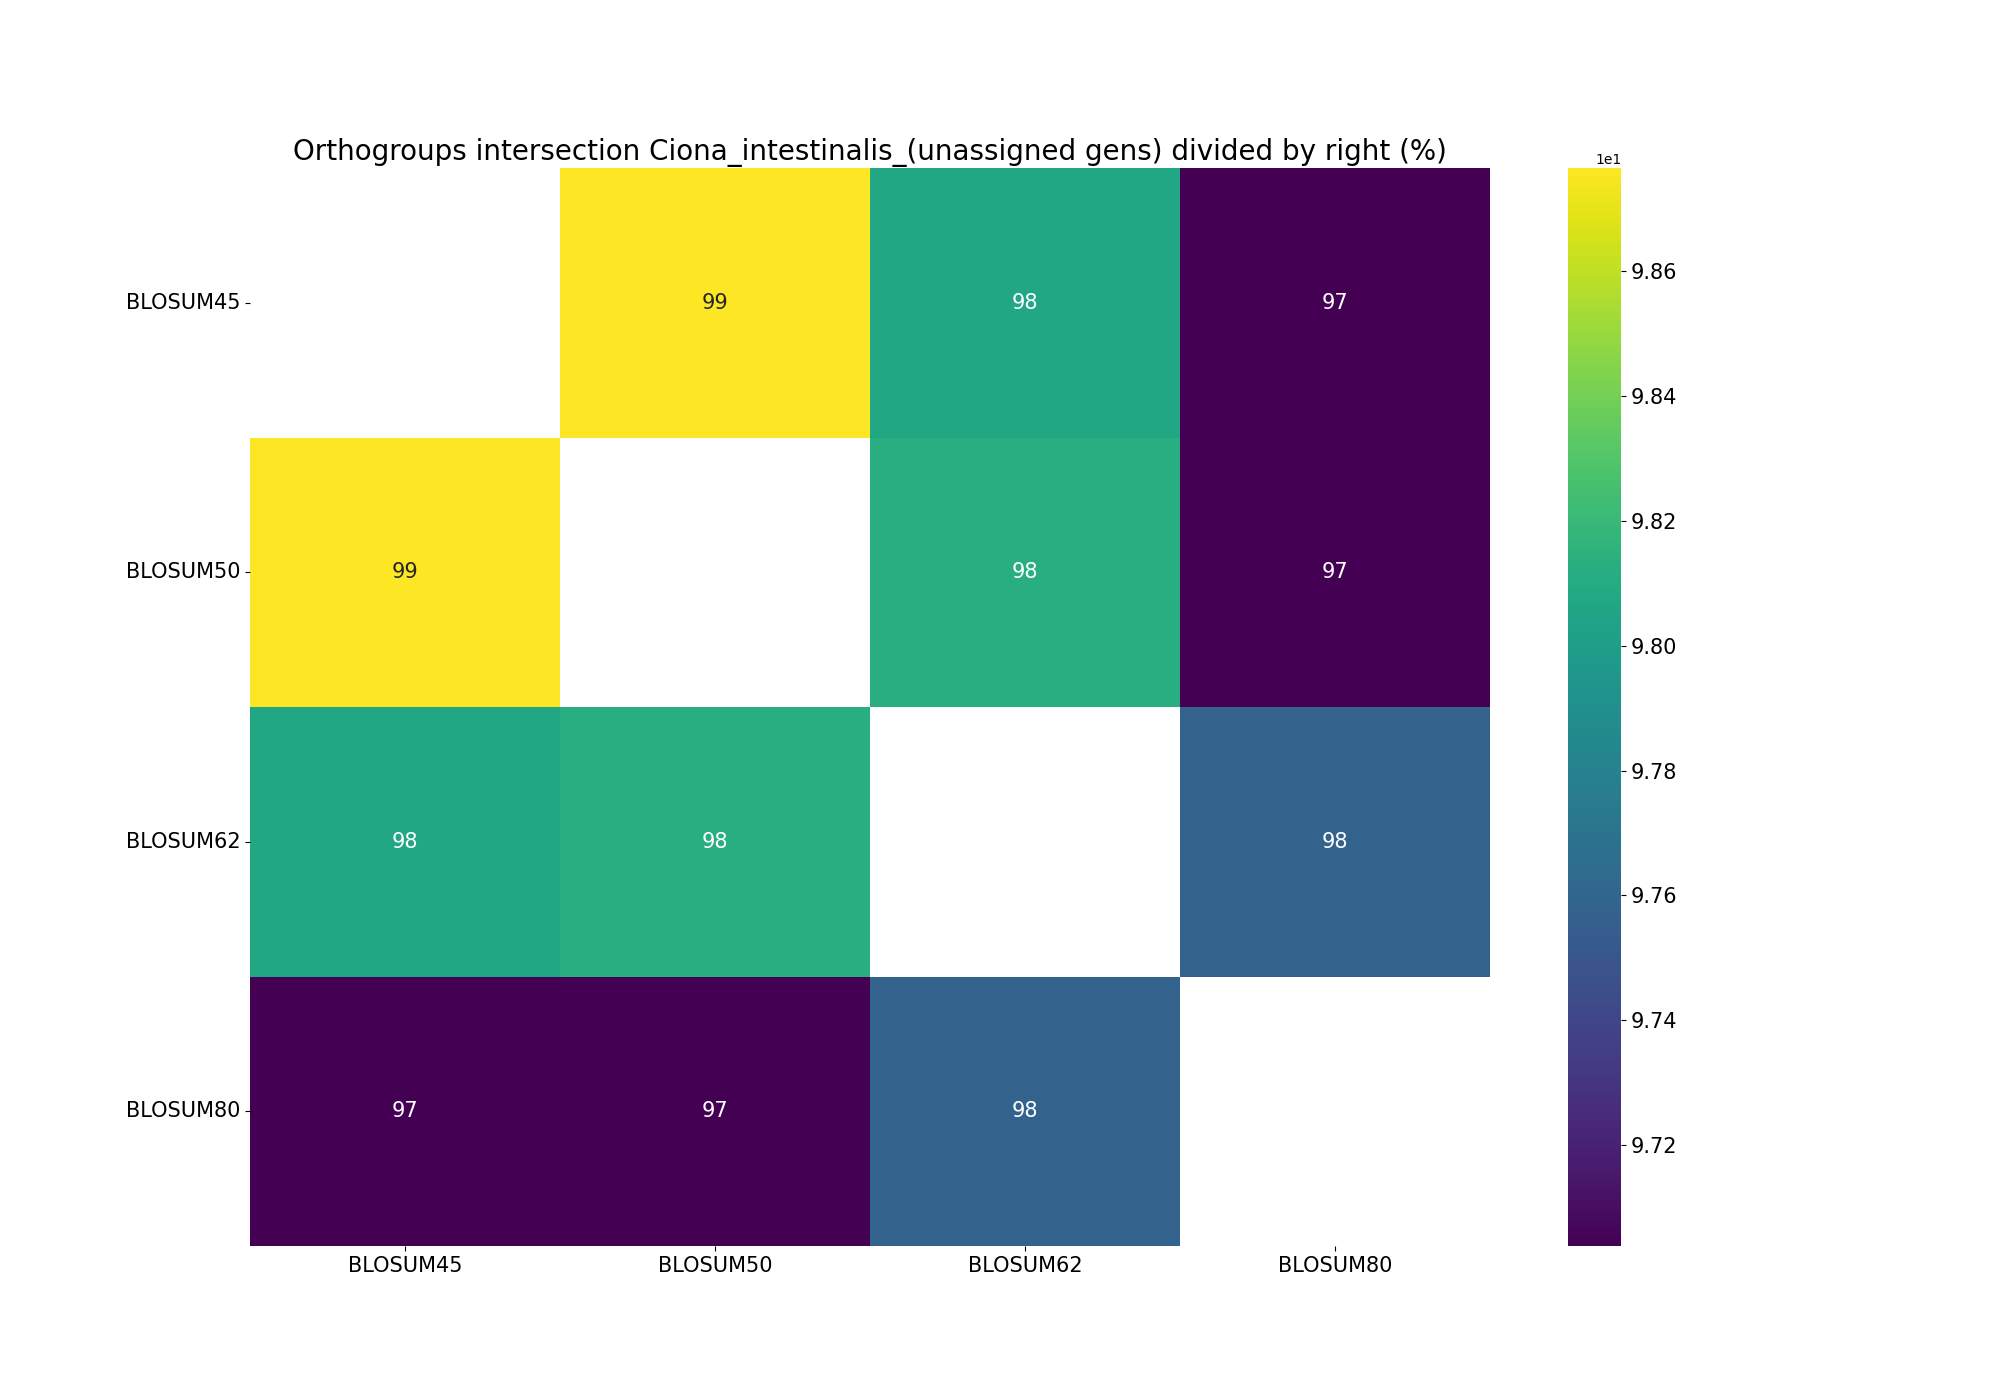 Orthogroups intersection Ciona_intestinalis_(unassigned gens) divided by right (%)
1e1
BLOSUM45
99
98
97
9.86
9.84
BLOSUM50
99
98
97
9.82
9.80
9.78
BLOSUM62
98
98
98
9.76
9.74
BLOSUM80
97
97
98
9.72
BLOSUM45
BLOSUM50
BLOSUM62
BLOSUM80